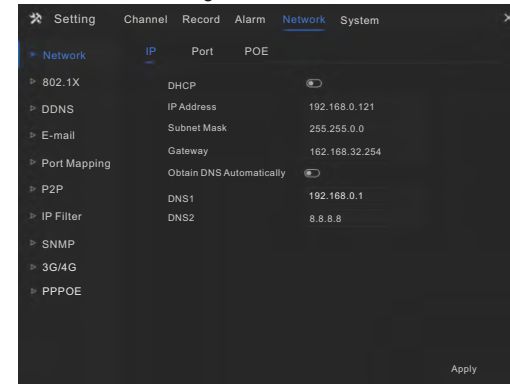 Setting Channel Record Alarm Network System
Network IP Port POE
802.1X
DHCP
DDNS
IP Address 192.168.0.121
Subnet Mask 255.255.0.0
E-mail
Gateway 162.168.32.254
Port Mapping
Obtain DNS Automatically
P2P
DNS1 192.168.0.1
IP Filter
DNS2 8.8.8.8
SNMP
3G/4G
PPPOE
Apply